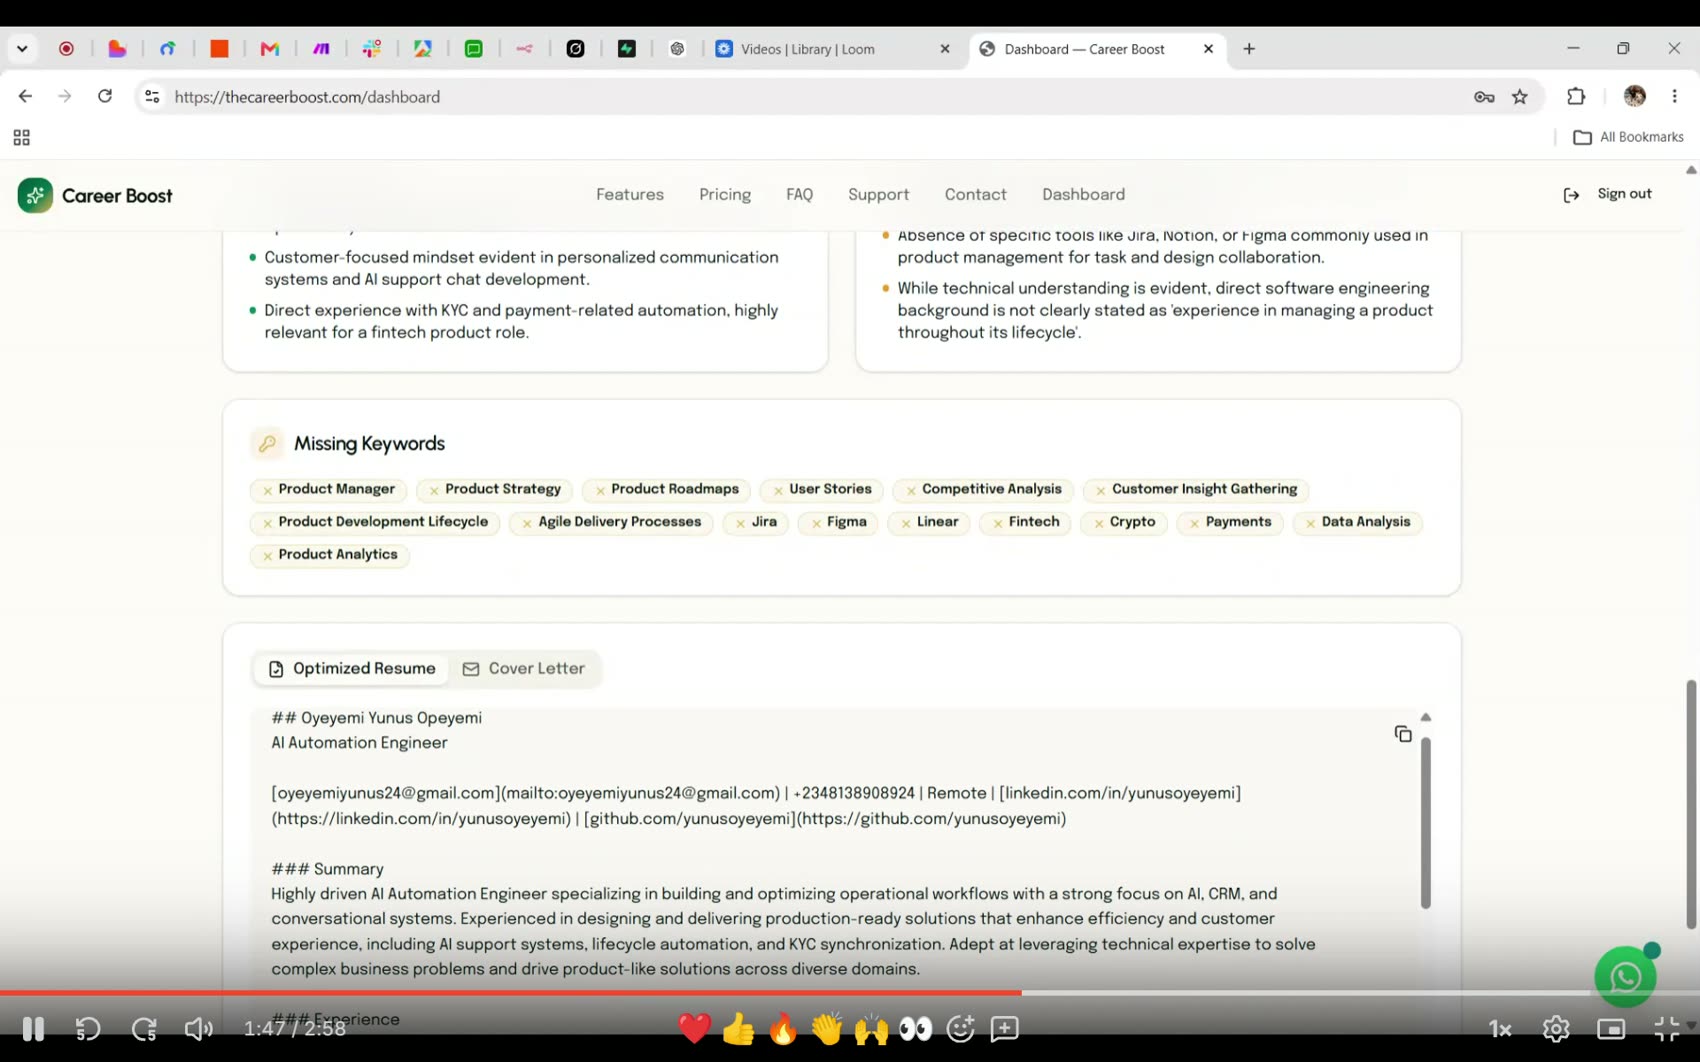 Videos | Library | Loom
Dashboard — Career Boost
https://thecareerboost.com/dashboard
All Bookmarks
Career Boost
Features
Pricing
FAQ
Support
Contact
Dashboard
Sign out
Customer-focused mindset evident in personalized communication
systems and AI support chat development.
Direct experience with KYC and payment-related automation, highly
relevant for a fintech product role.
Absence of specific tools like Jira, Notion, or Figma commonly used in
product management for task and design collaboration.
While technical understanding is evident, direct software engineering
background is not clearly stated as 'experience in managing a product
throughout its lifecycle'.
Missing Keywords
× Product Manager × Product Strategy × Product Roadmaps × User Stories × Competitive Analysis × Customer Insight Gathering
× Product Development Lifecycle × Agile Delivery Processes × Jira × Figma × Linear × Fintech × Crypto × Payments × Data Analysis
× Product Analytics
Optimized Resume
Cover Letter
## Oyeyemi Yunus Opeyemi
AI Automation Engineer
[oyeyemiyunus24@gmail.com](mailto:oyeyemiyunus24@gmail.com) | +2348138908924 | Remote | [linkedin.com/in/yunusoyeyemi]
(https://linkedin.com/in/yunusoyeyemi) | [github.com/yunusoyeyemi](https://github.com/yunusoyeyemi)
### Summary
Highly driven AI Automation Engineer specializing in building and optimizing operational workflows with a strong focus on AI, CRM, and
conversational systems. Experienced in designing and delivering production-ready solutions that enhance efficiency and customer
experience, including AI support systems, lifecycle automation, and KYC synchronization. Adept at leveraging technical expertise to solve
complex business problems and drive product-like solutions across diverse domains.
### Experience
5
5
1:47 / 2:58
1x